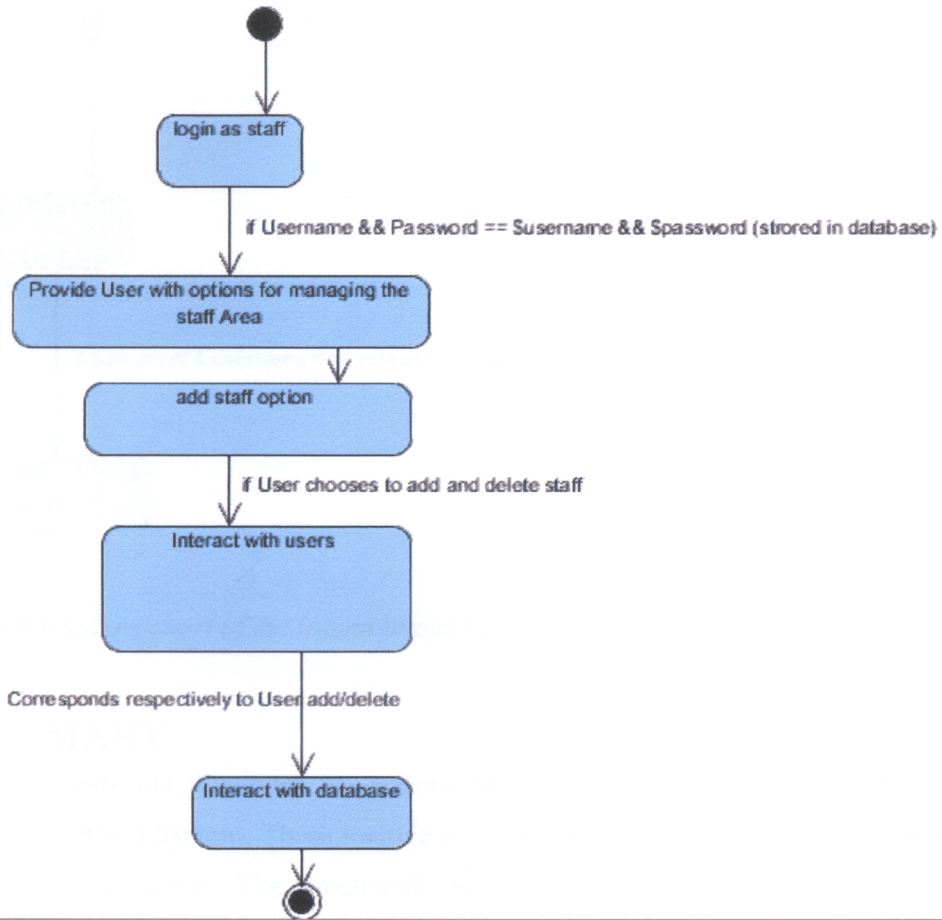 login as staff
if Username && Password == $username && $password (strored in database)
Provide User with options for managing the
staff Area
add staff option
if User chooses to add and delete staff
Interact with users
Corresponds respectively to User add/delete
Interact with database